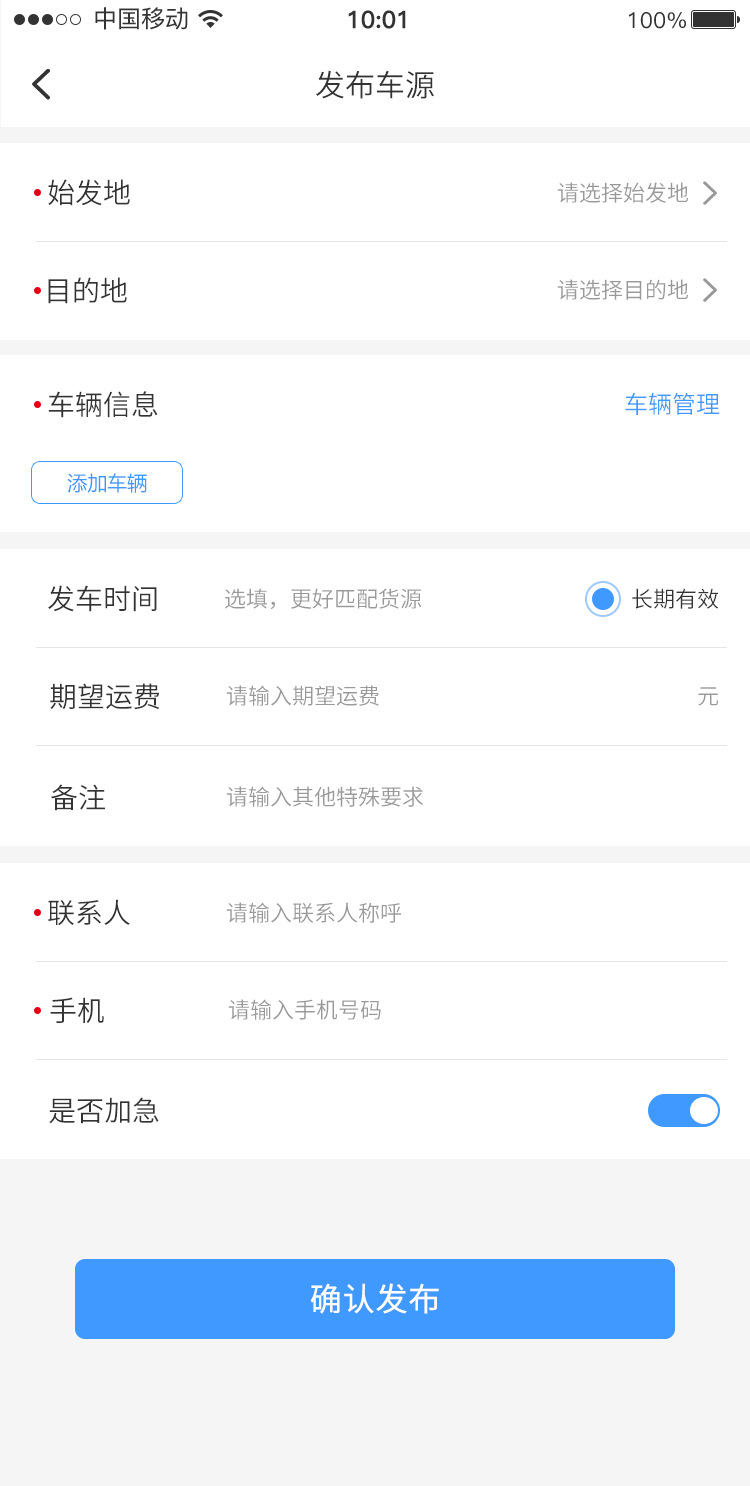 中国移动 10:01 100%
发布车源
始发地 请选择始发地
目的地 请选择目的地
车辆信息 车辆管理
添加车辆
发车时间 选填，更好匹配货源 长期有效
期望运费 请输入期望运费 元
备注 请输入其他特殊要求
联系人 请输入联系人称呼
手机 请输入手机号码
是否加急
确认发布